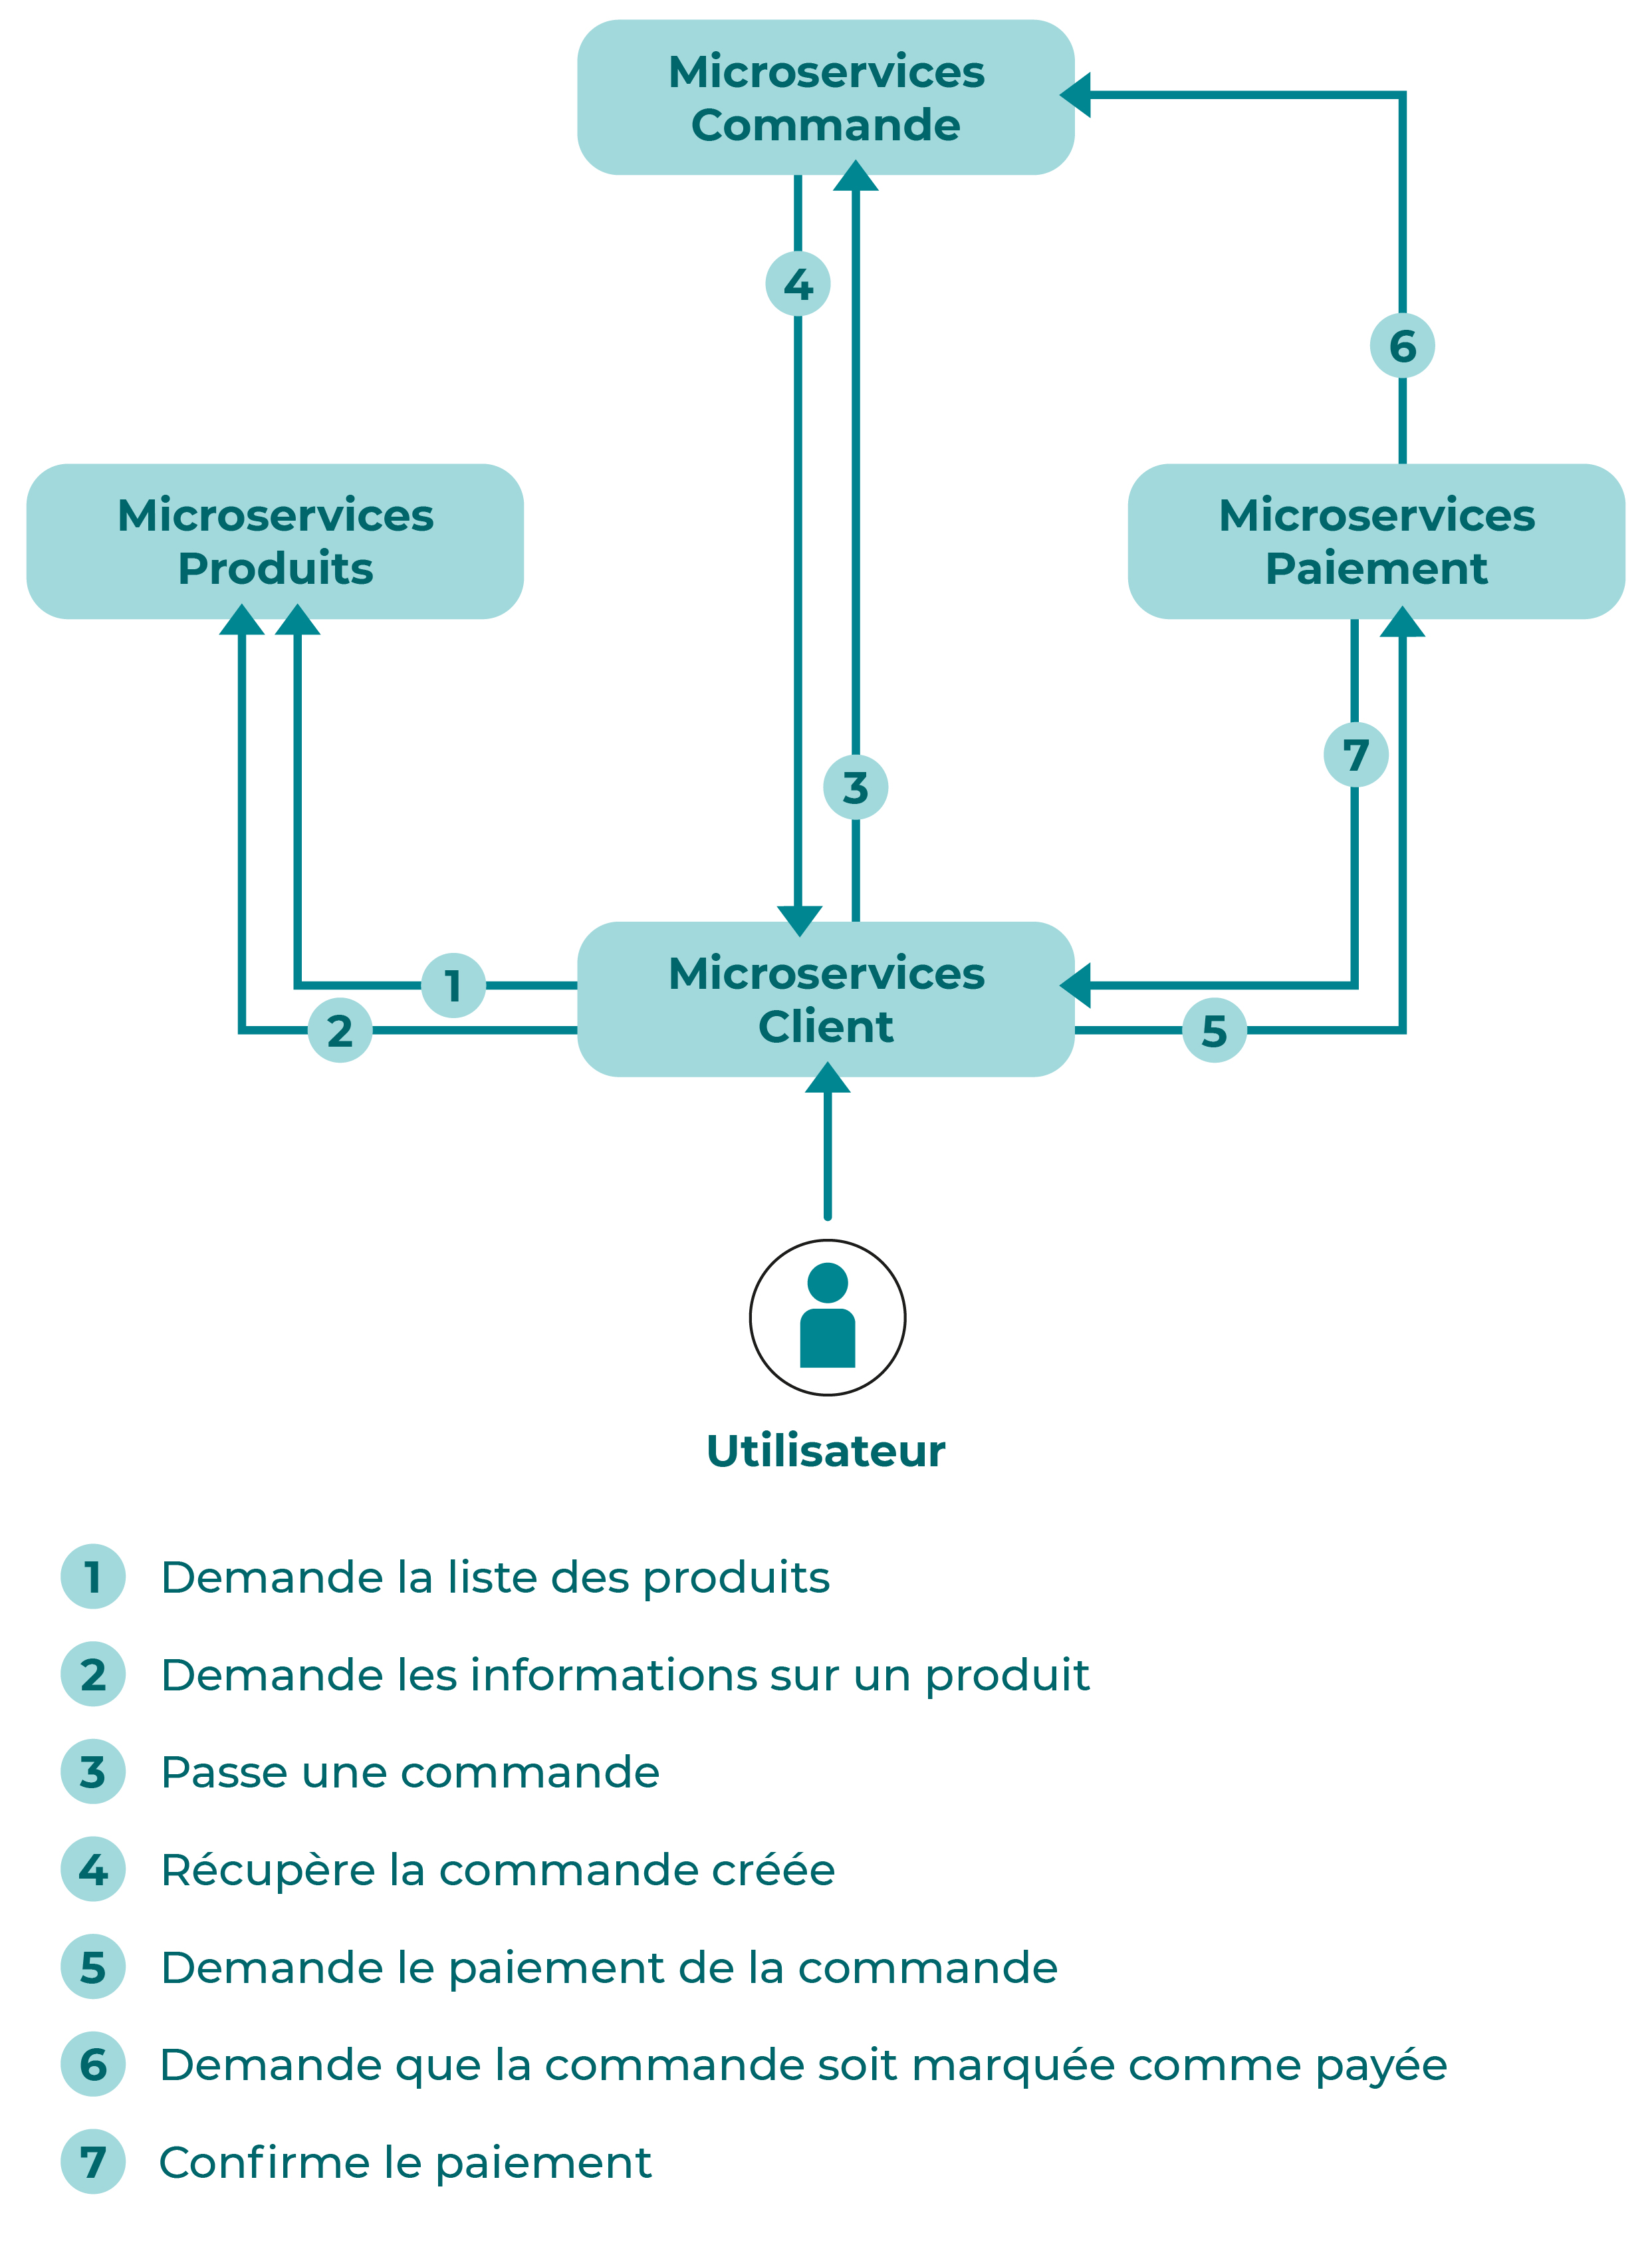 Microservices
Commande
4
6
Microservices
Produits
Microservices
Paiement
7
3
1
2
Microservices
Client
5
Utilisateur
1 Demande la liste des produits
2 Demande les informations sur un produit
3 Passe une commande
4 Récupère la commande créée
5 Demande le paiement de la commande
6 Demande que la commande soit marquée comme payée
7 Confirme le paiement